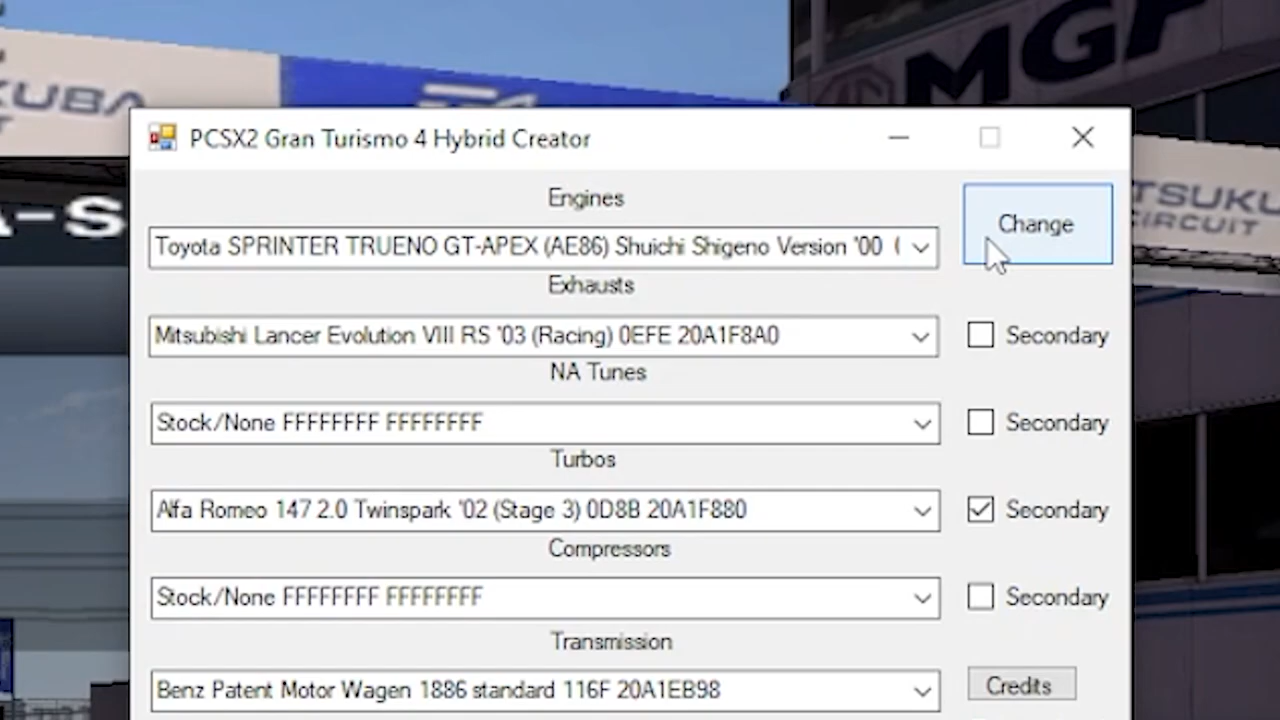 MGF
PCSX2 Gran Turismo 4 Hybrid Creator
Engines
Change
Toyota SPRINTER TRUENO GT-APEX (AE86) Shuichi Shigeno Version '00 (
Exhausts
Mitsubishi Lancer Evolution VIII RS '03 (Racing) 0EFE 20A1F8A0
Secondary
NA Tunes
Stock/None FFFFFFFF FFFFFFFF
Secondary
Turbos
Alfa Romeo 147 2.0 Twinspark '02 (Stage 3) 0D8B 20A1F880
Secondary
Compressors
Stock/None FFFFFFFF FFFFFFFF
Secondary
Transmission
Benz Patent Motor Wagen 1886 standard 116F 20A1EB98
Credits
TSUKU
CIRCUIT
KUBA
A-S